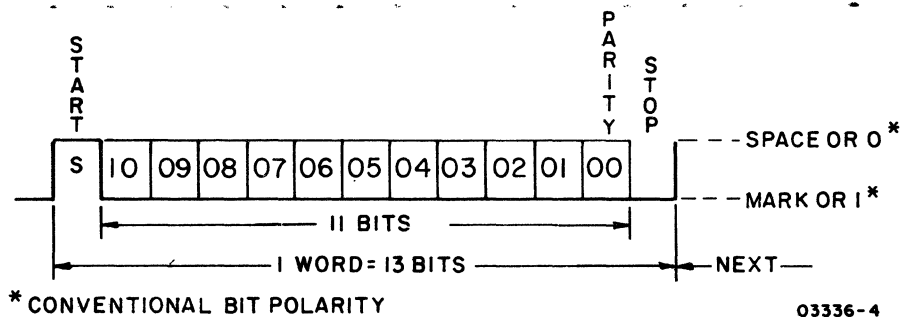 START
PARITY
STOP
S 10 09 08 07 06 05 04 03 02 01 00
SPACE OR 0*
MARK OR 1*
11 BITS
1 WORD = 13 BITS
NEXT
* CONVENTIONAL BIT POLARITY
03336-4